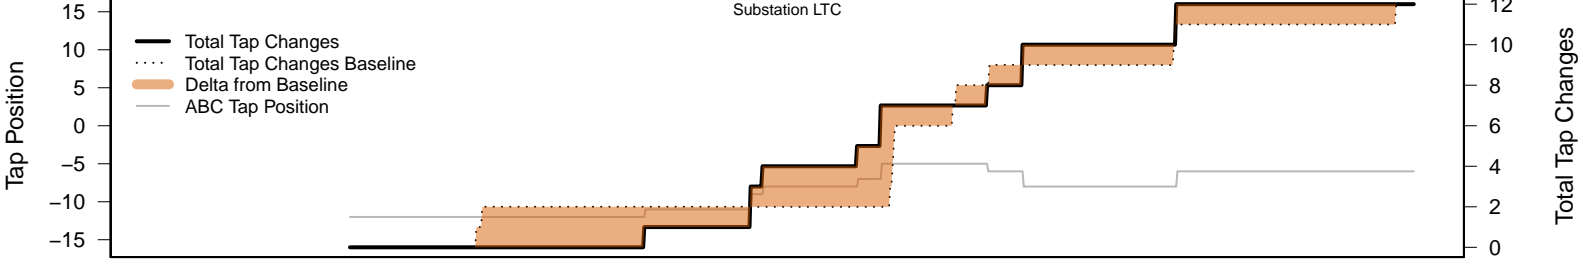 Substation LTC
Total Tap Changes
Total Tap Changes Baseline
Delta from Baseline
ABC Tap Position
Tap Position
15
10
5
0
−5
−10
−15
12
10
8
6
4
2
0
Total Tap Changes